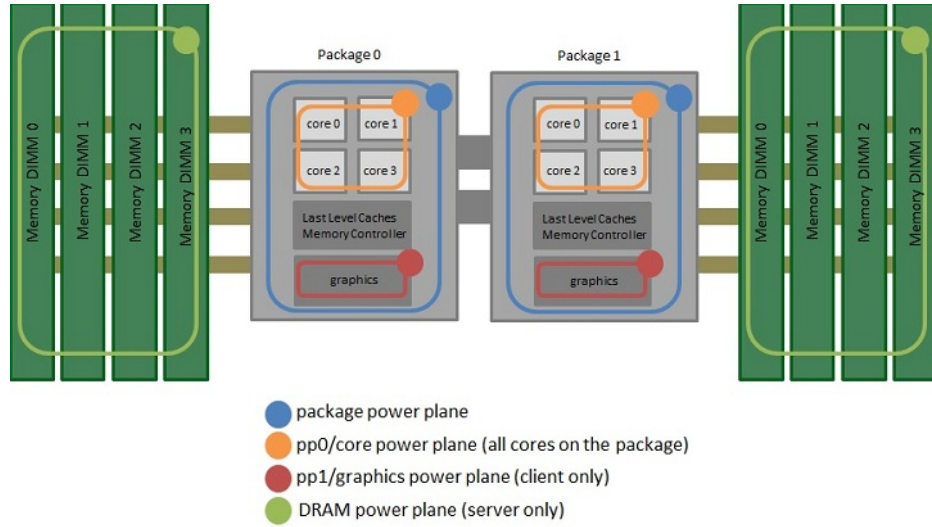 Package 0
Package 1
Memory DIMM 0
Memory DIMM 1
Memory DIMM 2
Memory DIMM 3
core 0
core 1
core 2
core 3
Last Level Caches
Memory Controller
graphics
core 0
core 1
core 2
core 3
Last Level Caches
Memory Controller
graphics
Memory DIMM 0
Memory DIMM 1
Memory DIMM 2
Memory DIMM 3
package power plane
pp0/core power plane (all cores on the package)
pp1/graphics power plane (client only)
DRAM power plane (server only)